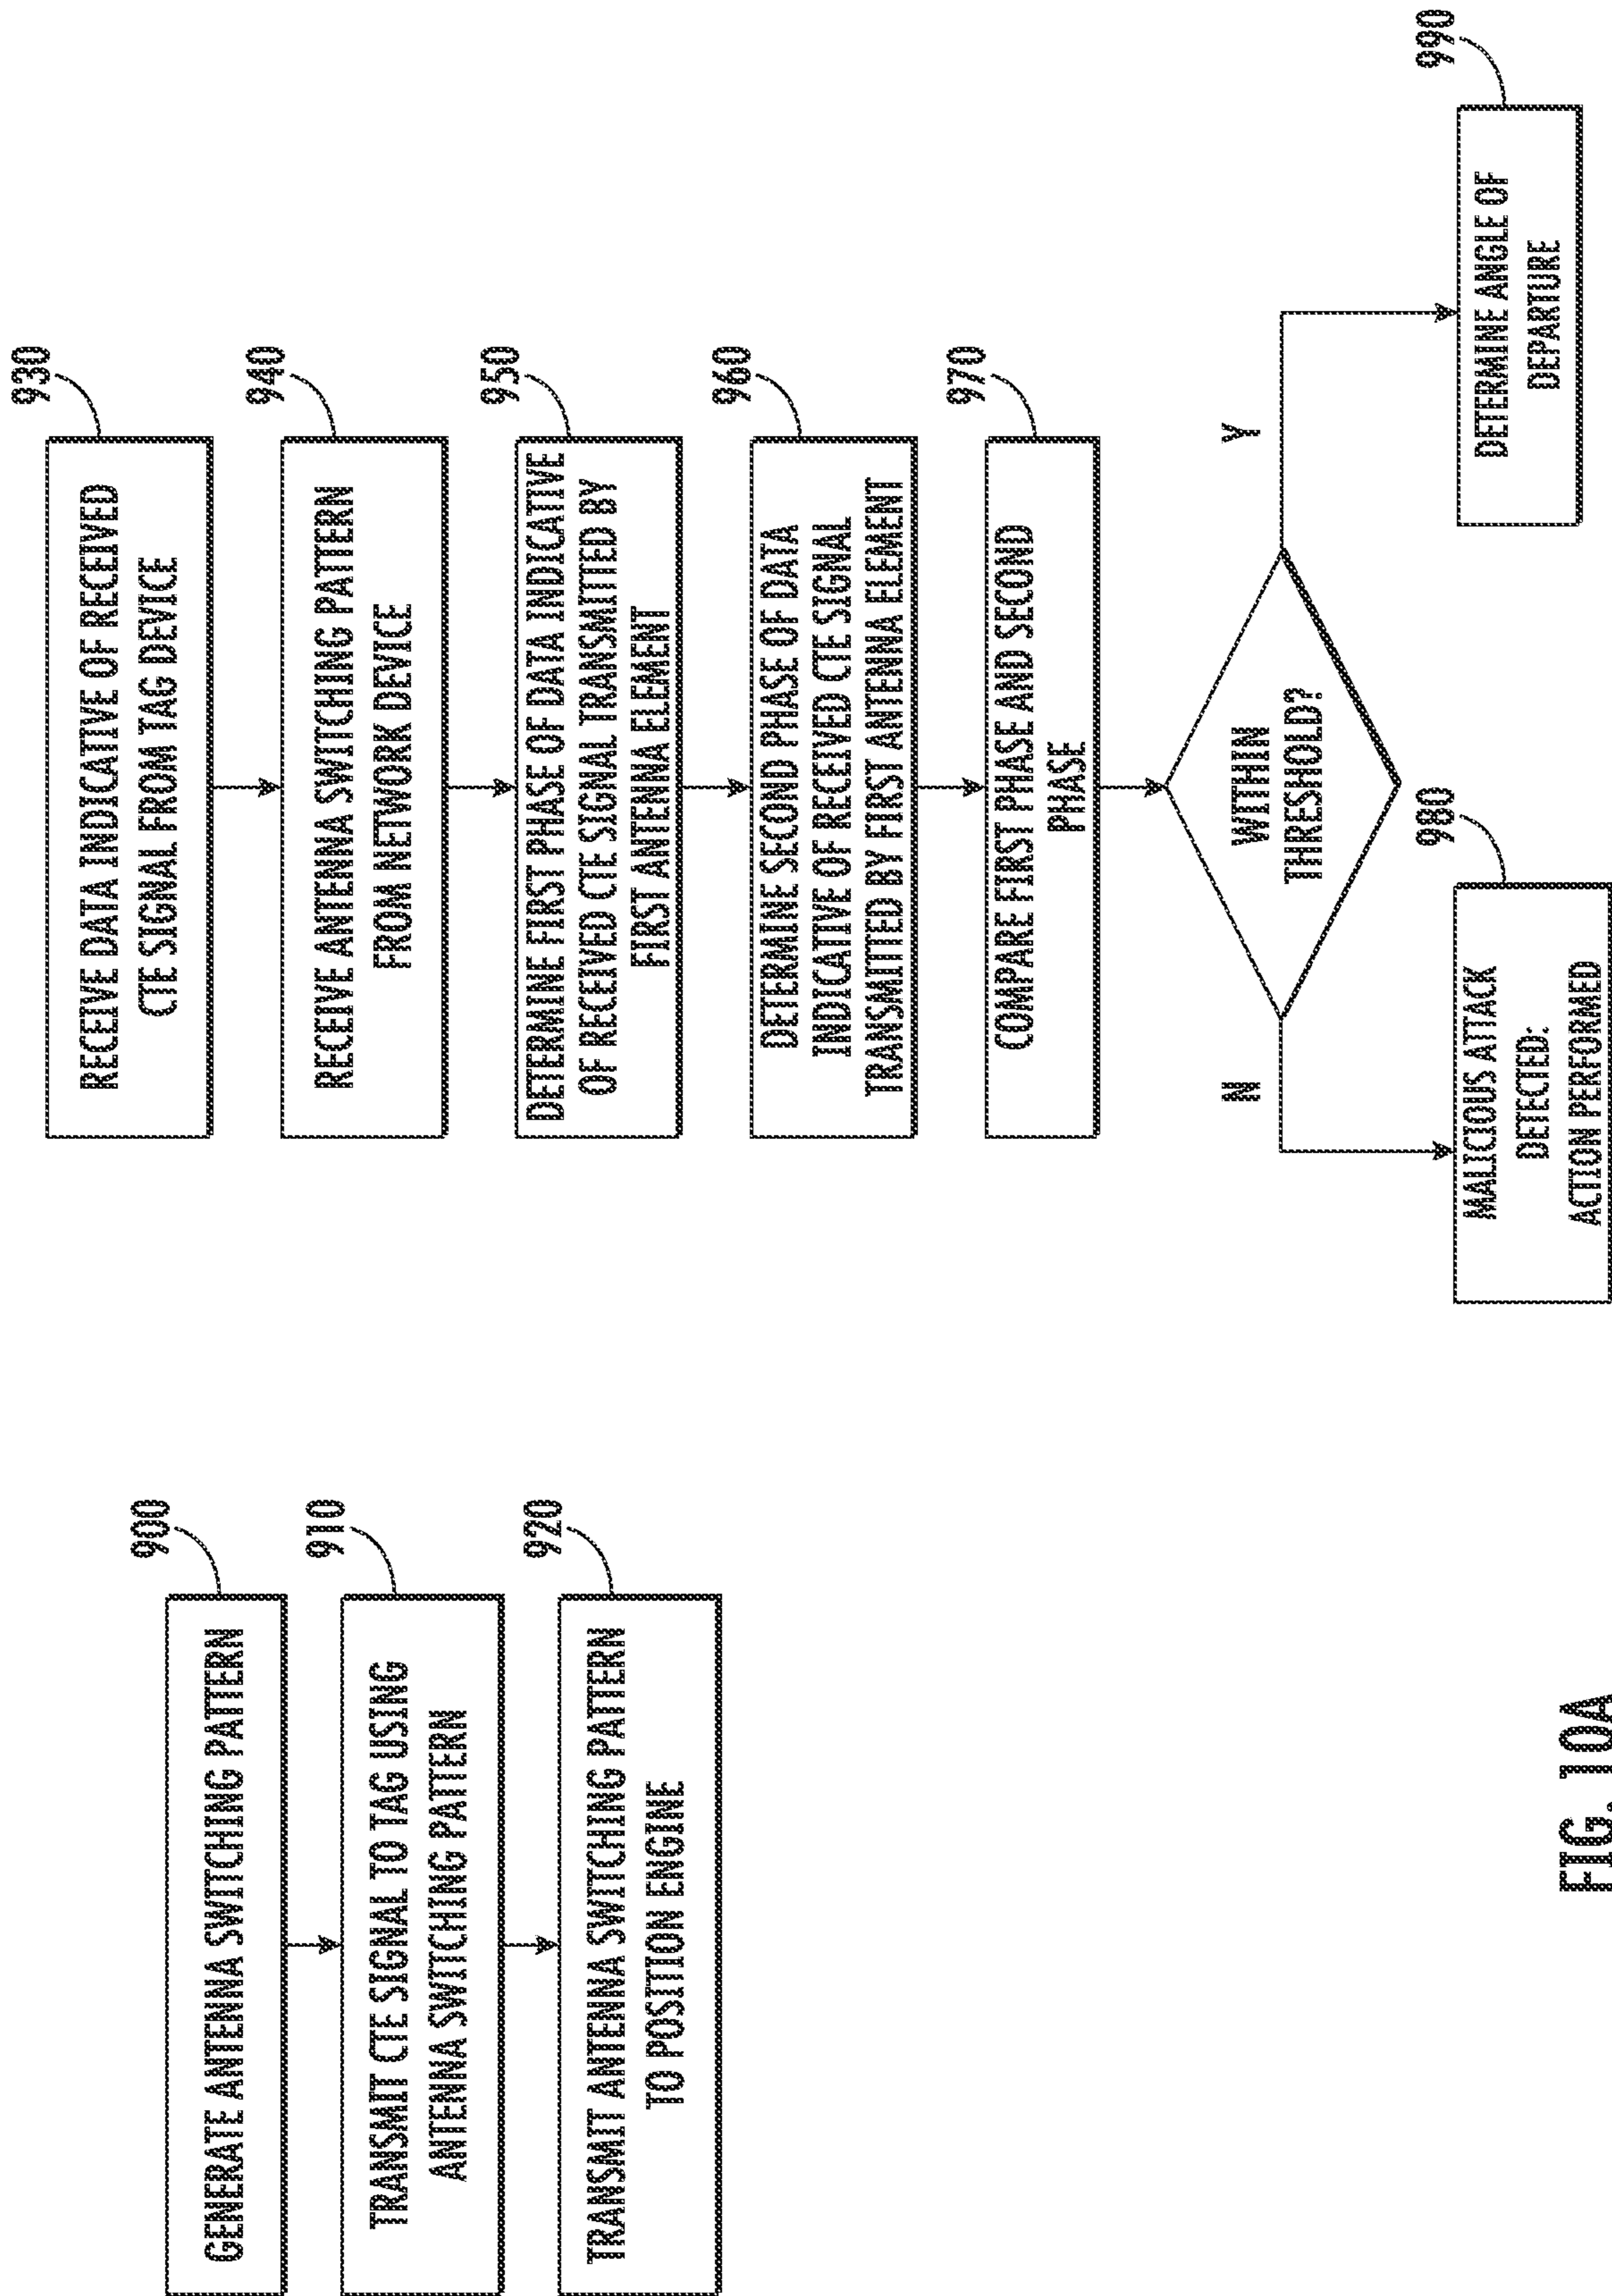 900
GENERATE ANTENNA SWITCHING PATTERN
910
TRANSMIT CTE SIGNAL TO TAG USING
ANTENNA SWITCHING PATTERN
920
TRANSMIT ANTENNA SWITCHING PATTERN
TO POSITION ENGINE
930
RECEIVE DATA INDICATIVE OF RECEIVED
CTE SIGNAL FROM TAG DEVICE
940
RECEIVE ANTENNA SWITCHING PATTERN
FROM NETWORK DEVICE
950
DETERMINE FIRST PHASE OF DATA INDICATIVE
OF RECEIVED CTE SIGNAL TRANSMITTED BY
FIRST ANTENNA ELEMENT
960
DETERMINE SECOND PHASE OF DATA
INDICATIVE OF RECEIVED CTE SIGNAL
TRANSMITTED BY FIRST ANTENNA ELEMENT
970
COMPARE FIRST PHASE AND SECOND
PHASE
WITHIN
THRESHOLD?
N
Y
980
MALICIOUS ATTACK
DETECTED:
ACTION PERFORMED
990
DETERMINE ANGLE OF
DEPARTURE
FIG. 10A